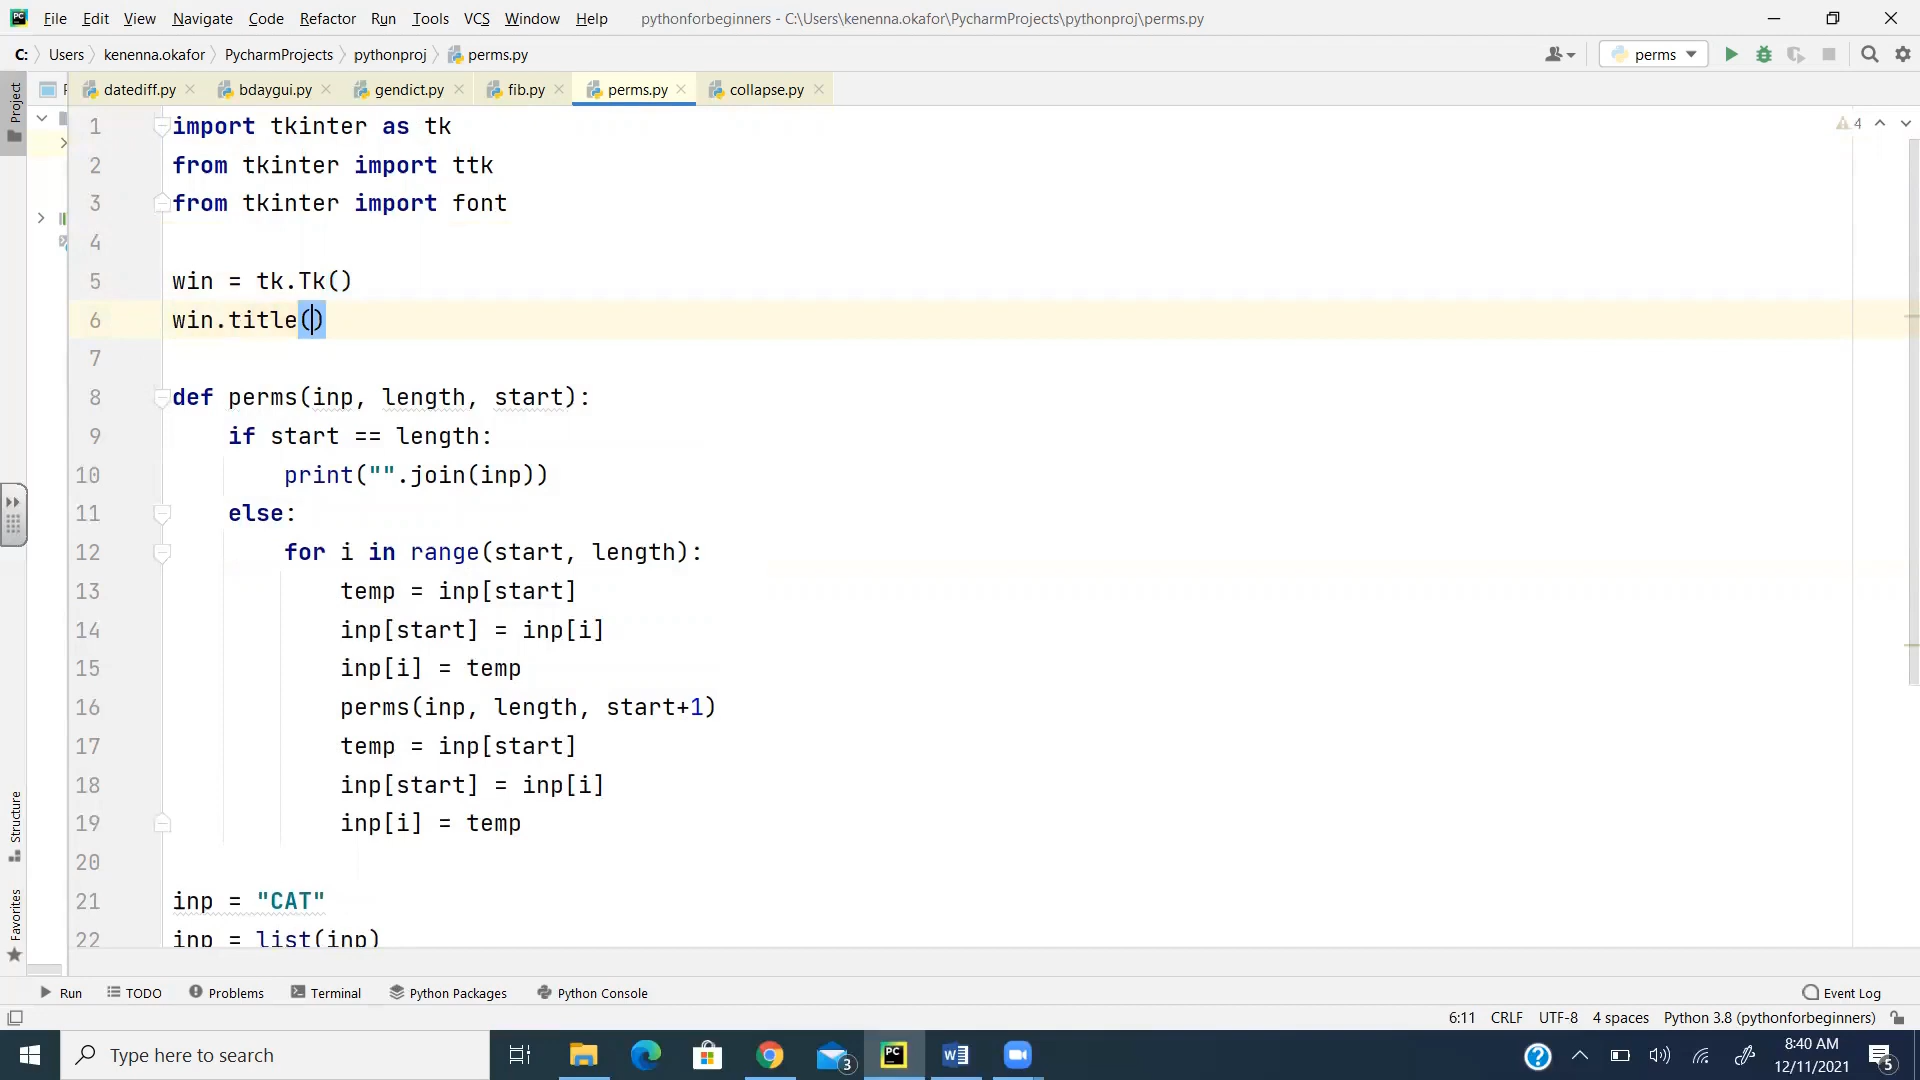 File Edit View Navigate Code Refactor Run Tools VCS Window Help pythonforbeginners - C:\Users\kenenna.okafor\PycharmProjects\pythonproj\perms.py
C: Users kenenna.okafor PycharmProjects pythonproj perms.py perms
Project
datediff.py bdaygui.py gendict.py fib.py perms.py collapse.py
1 import tkinter as tk
4
2 from tkinter import ttk
3 from tkinter import font
4
5 win = tk.Tk()
6 win.title()
7
8 def perms(inp, length, start):
9 if start == length:
10 print("".join(inp))
11 else:
12 for i in range(start, length):
13 temp = inp[start]
14 inp[start] = inp[i]
15 inp[i] = temp
16 perms(inp, length, start+1)
17 temp = inp[start]
18 inp[start] = inp[i]
19 inp[i] = temp
20
21 inp = "CAT"
22 inp = list(inp)
Structure
Favorites
Run TODO Problems Terminal Python Packages Python Console Event Log
6:11 CRLF UTF-8 4 spaces Python 3.8 (pythonforbeginners)
Type here to search
3
8:40 AM
12/11/2021
5